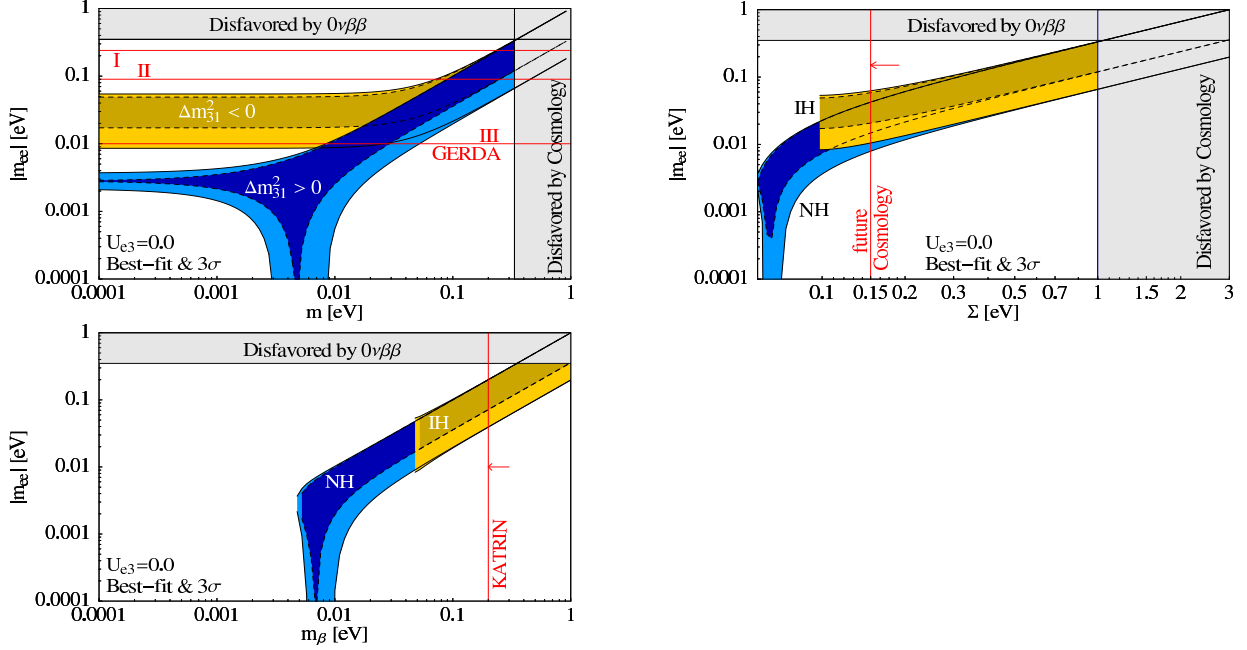 Disfavored by 0νββ
I
II
Δm²₃₁ < 0
III
GERDA
Δm²₃₁ > 0
Disfavored by Cosmology
U_e3=0.0
Best−fit & 3σ
1
0.1
0.01
0.001
0.0001
|m_ee| [eV]
0.0001 0.001 0.01 0.1 1
m [eV]
Disfavored by 0νββ
IH
NH
future
Cosmology
Disfavored by Cosmology
U_e3=0.0
Best−fit & 3σ
1
0.1
0.01
0.001
0.0001
|m_ee| [eV]
0.1 0.15 0.2 0.3 0.5 0.7 1 1.5 2 3
Σ [eV]
Disfavored by 0νββ
IH
NH
KATRIN
U_e3=0.0
Best−fit & 3σ
1
0.1
0.01
0.001
0.0001
|m_ee| [eV]
0.0001 0.001 0.01 0.1 1
m_β [eV]